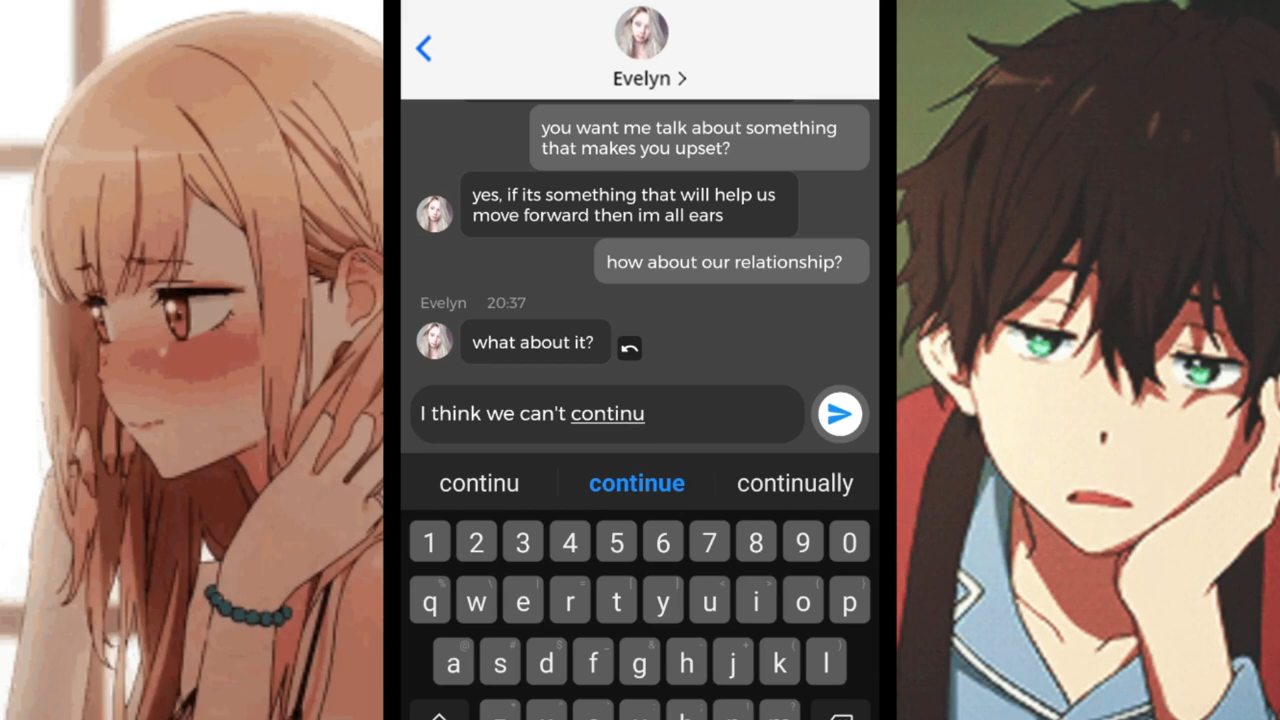 Evelyn >
you want me talk about something
that makes you upset?
yes, if its something that will help us
move forward then im all ears
how about our relationship?
Evelyn 20:37
what about it?
I think we can't continu
continu continue continually
1 2 3 4 5 6 7 8 9 0
q w e r t y u i o p
a s d f g h j k l